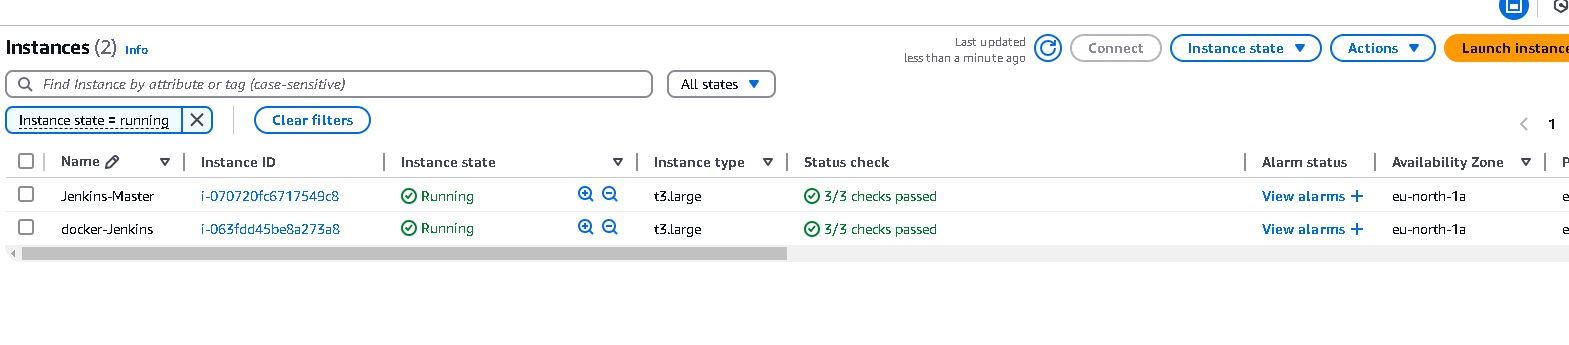 Instances (2) Info
Last updated
less than a minute ago
Connect
Instance state
Actions
Launch instance
Find Instance by attribute or tag (case-sensitive)
All states
Instance state = running
Clear filters
1
Name Instance ID Instance state Instance type Status check Alarm status Availability Zone P
Jenkins-Master i-070720fc6717549c8 Running t3.large 3/3 checks passed View alarms + eu-north-1a e
docker-Jenkins i-063fdd45be8a273a8 Running t3.large 3/3 checks passed View alarms + eu-north-1a e